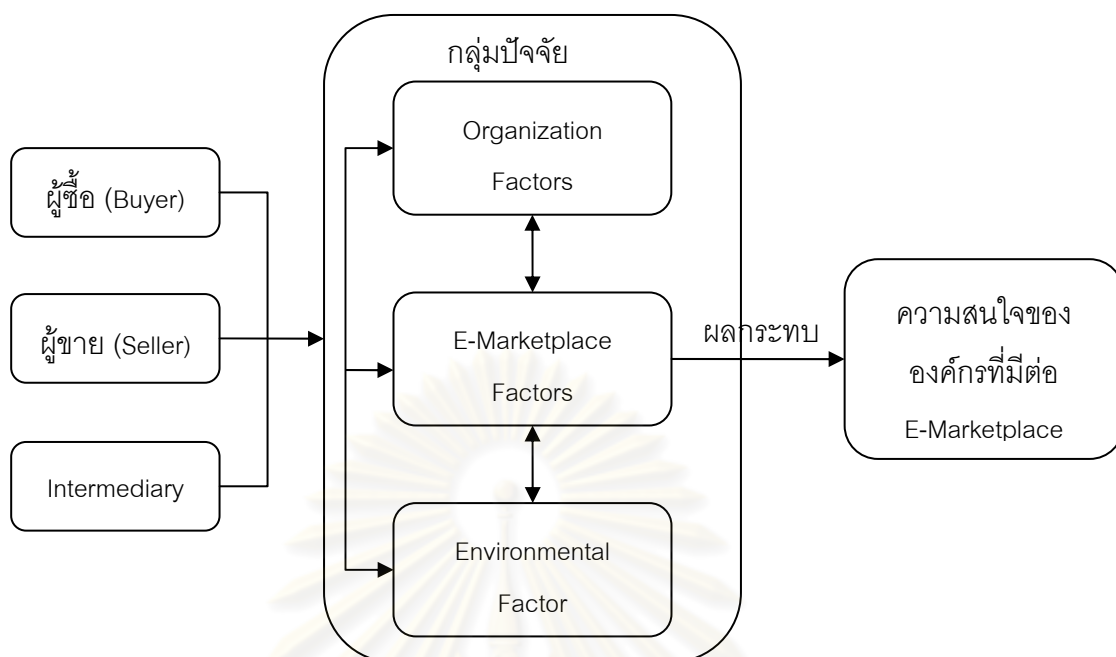 กลุ่มปัจจัย
Organization
Factors
ผู้ซื้อ (Buyer)
ผู้ขาย (Seller)
Intermediary
E-Marketplace
Factors
Environmental
Factor
ผลกระทบ
ความสนใจของ
องค์กรที่มีต่อ
E-Marketplace